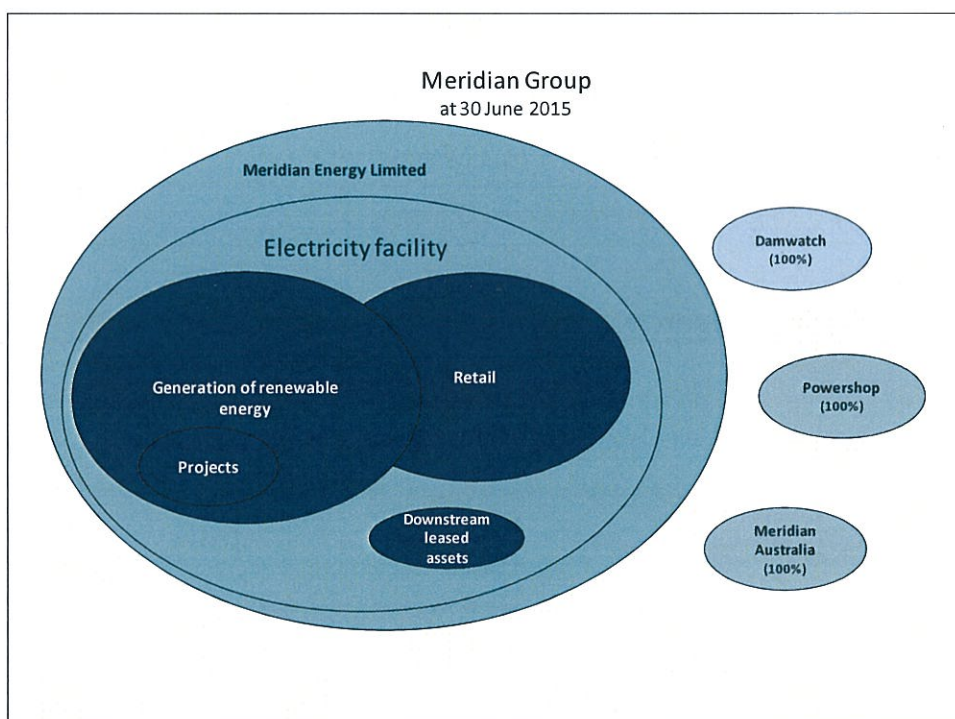 Meridian Group
at 30 June 2015
Meridian Energy Limited
Electricity facility
Generation of renewable
energy
Retail
Projects
Downstream
leased
assets
Damwatch
(100%)
Powershop
(100%)
Meridian
Australia
(100%)